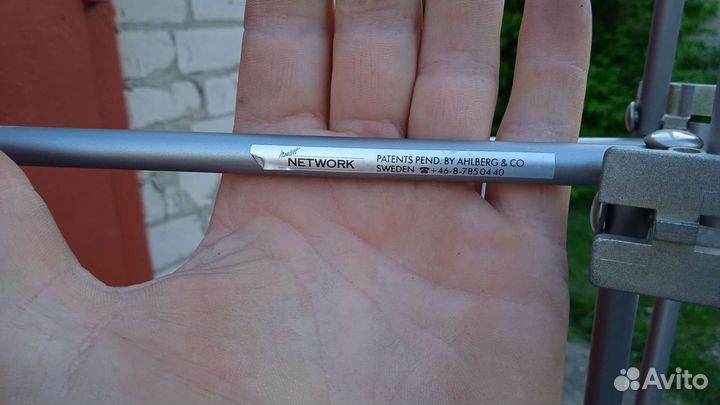 NETWORK
PATENTS PEND. BY AHLBERG & CO
SWEDEN ☎+46-8-7850440
Avito